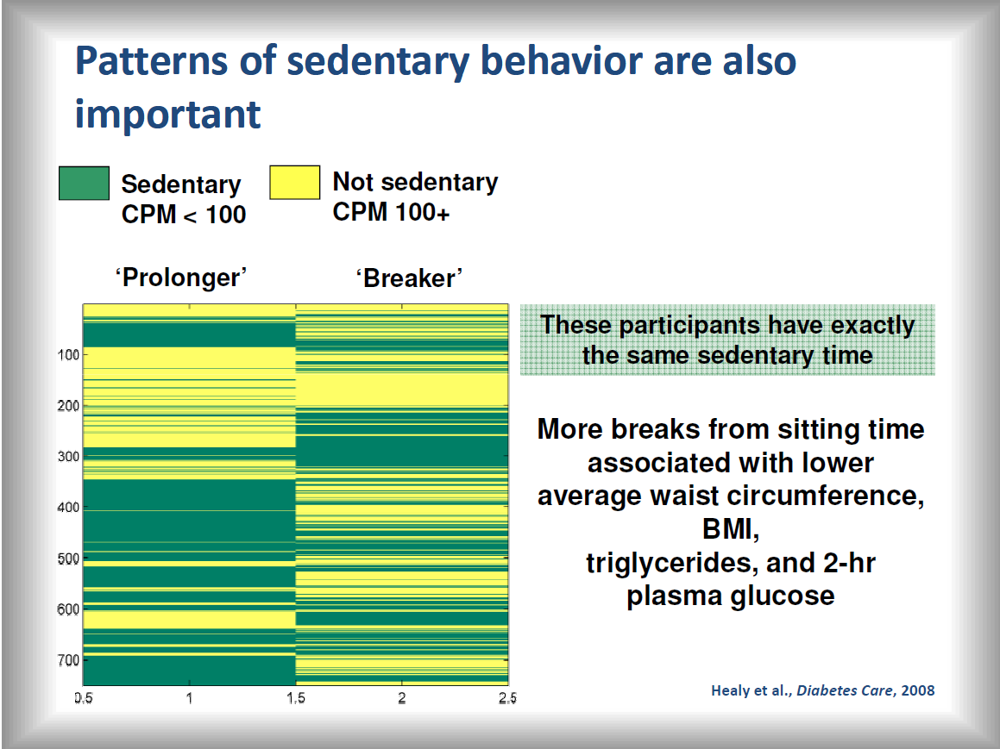 Patterns of sedentary behavior are also
important
Sedentary
CPM < 100
Not sedentary
CPM 100+
‘Prolonger’
‘Breaker’
These participants have exactly
the same sedentary time
More breaks from sitting time
associated with lower
average waist circumference,
BMI,
triglycerides, and 2-hr
plasma glucose
100
200
300
400
500
600
700
0.5
1
1.5
2
2.5
Healy et al., Diabetes Care, 2008